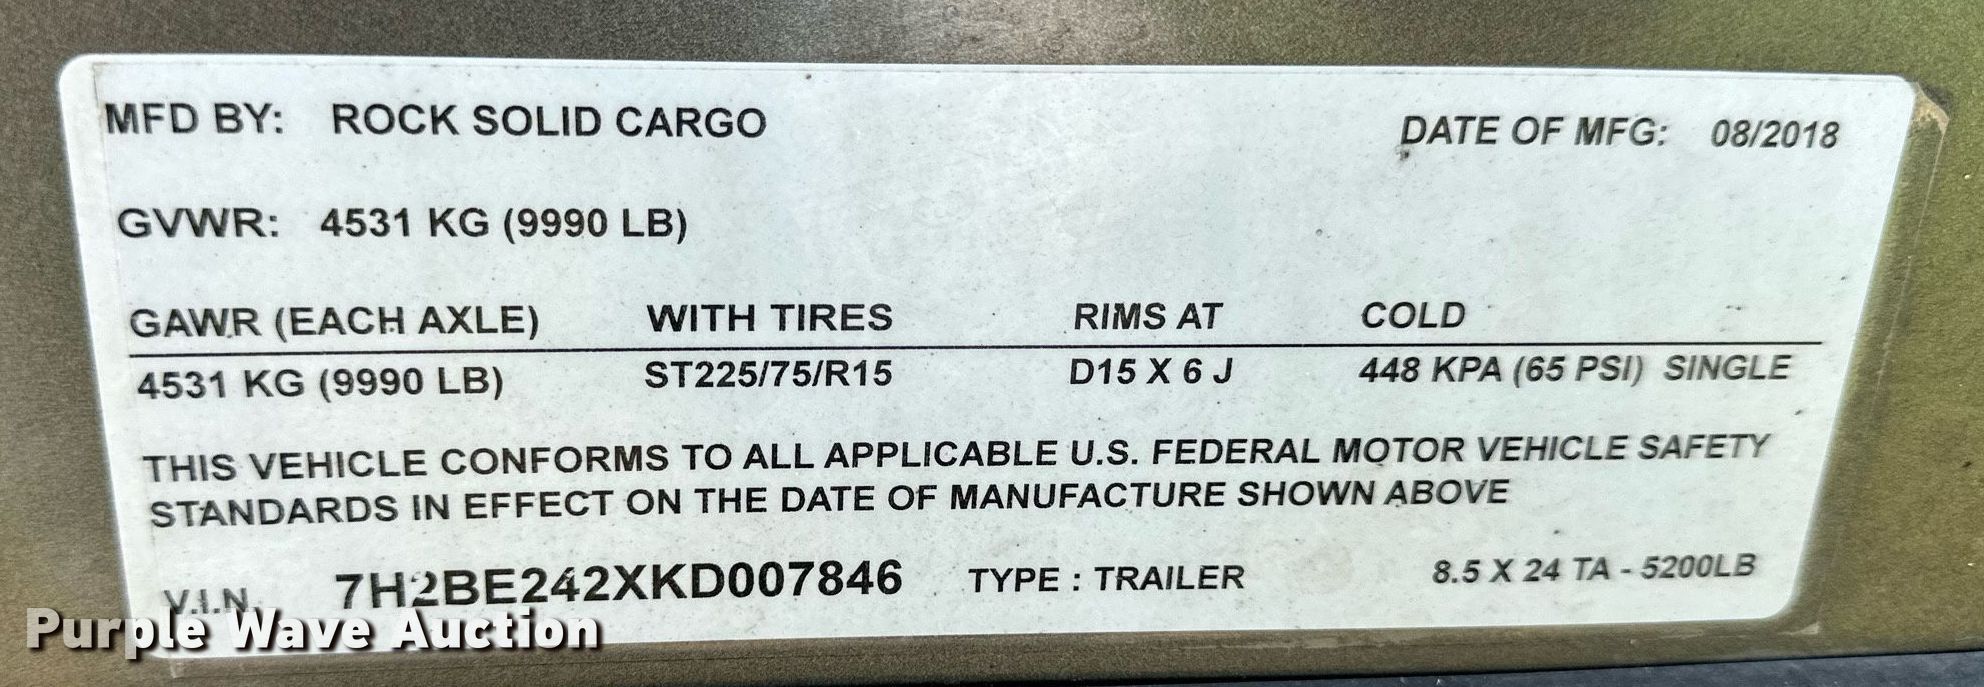 MFD BY: ROCK SOLID CARGO DATE OF MFG: 08/2018
GVWR: 4531 KG (9990 LB)
GAWR (EACH AXLE) WITH TIRES RIMS AT COLD
4531 KG (9990 LB) ST225/75/R15 D15 X 6 J 448 KPA (65 PSI) SINGLE
THIS VEHICLE CONFORMS TO ALL APPLICABLE U.S. FEDERAL MOTOR VEHICLE SAFETY
STANDARDS IN EFFECT ON THE DATE OF MANUFACTURE SHOWN ABOVE
V.I.N. 7H2BE242XKD007846 TYPE : TRAILER 8.5 X 24 TA - 5200LB
Purple Wave Auction